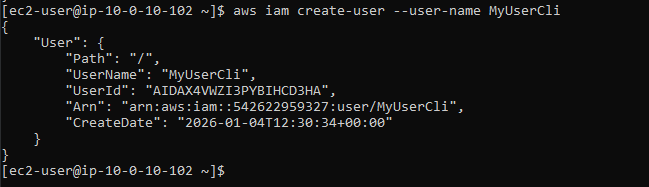 [ec2-user@ip-10-0-10-102 ~]$ aws iam create-user --user-name MyUserCli
{
    "User": {
        "Path": "/",
        "UserName": "MyUserCli",
        "UserId": "AIDAX4VWZI3PYBIHCD3HA",
        "Arn": "arn:aws:iam::542622959327:user/MyUserCli",
        "CreateDate": "2026-01-04T12:30:34+00:00"
    }
}
[ec2-user@ip-10-0-10-102 ~]$